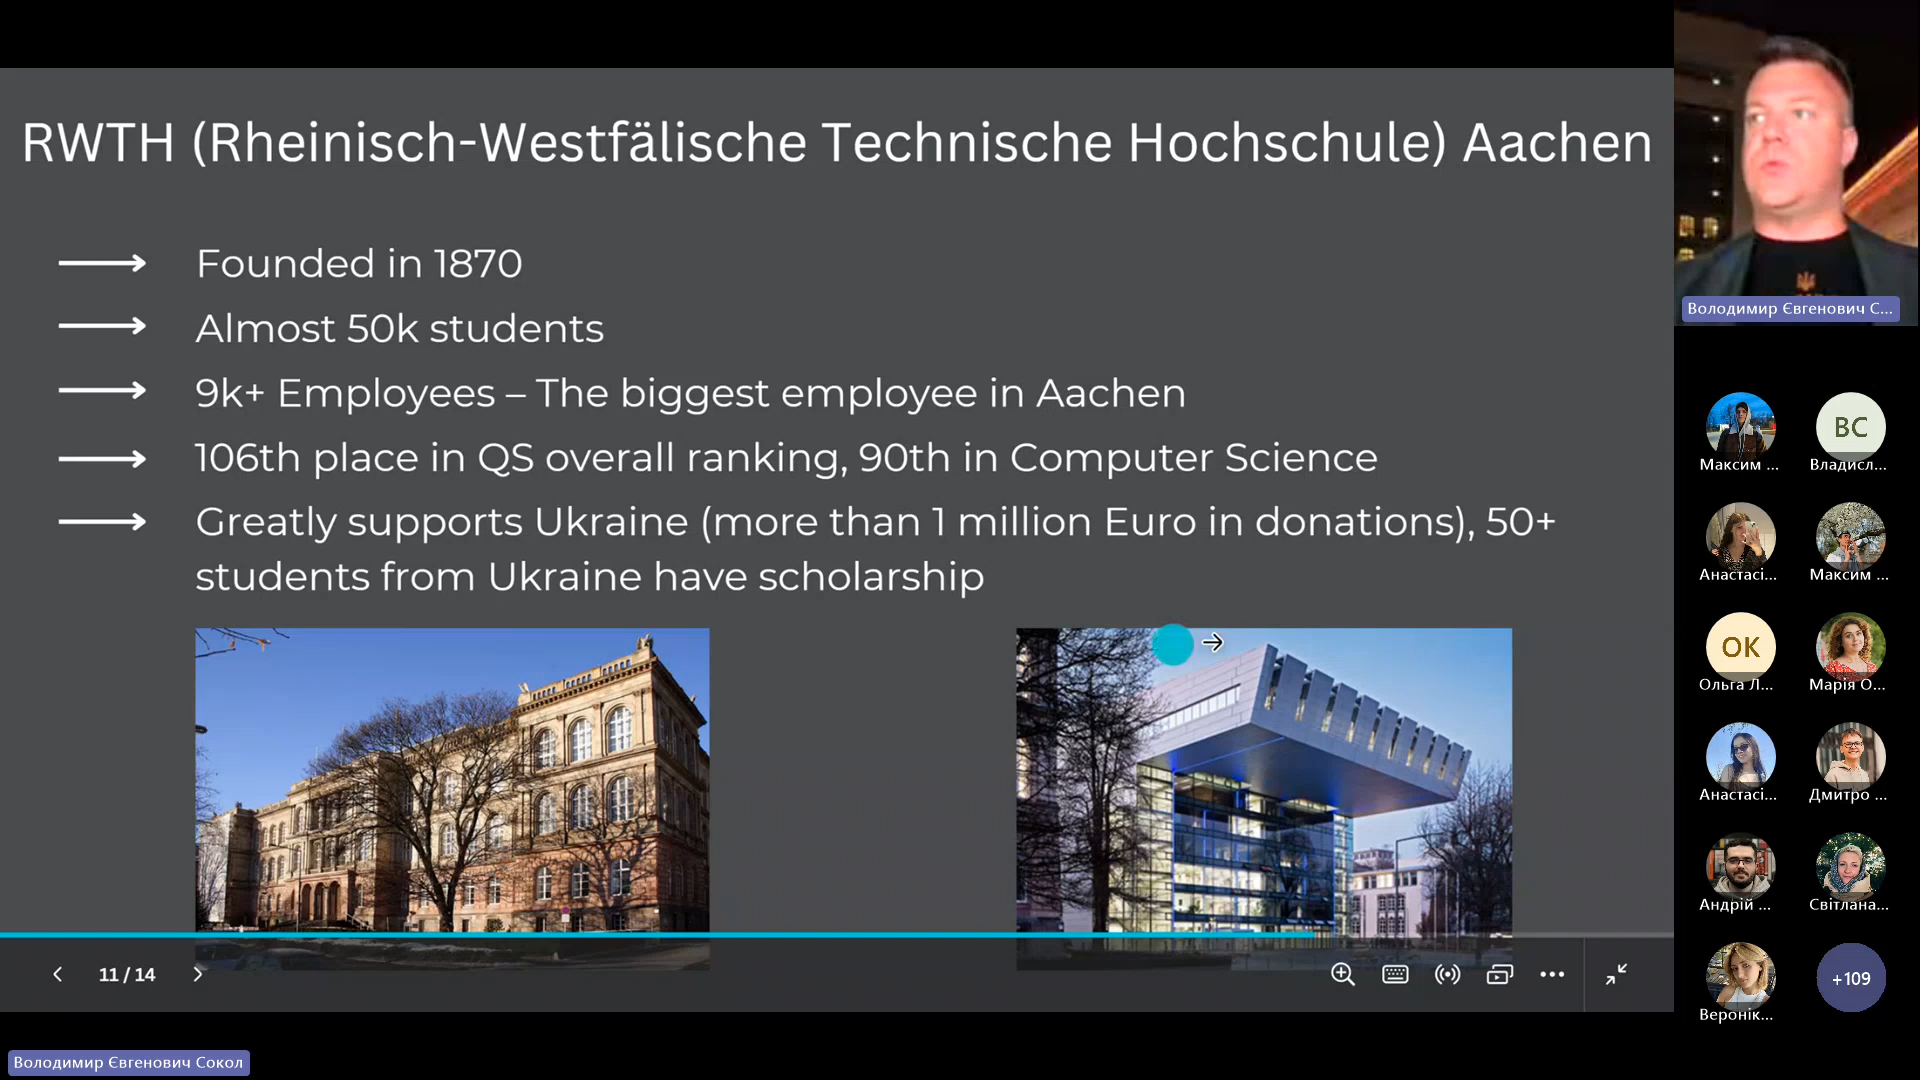 RWTH (Rheinisch-Westfälische Technische Hochschule) Aachen
Founded in 1870
Almost 50k students
9k+ Employees – The biggest employee in Aachen
106th place in QS overall ranking, 90th in Computer Science
Greatly supports Ukraine (more than 1 million Euro in donations), 50+
students from Ukraine have scholarship
11 / 14
Володимир Євгенович Сокол
Володимир Євгенович С...
Максим ...
ВС
Владисл...
Анастасі...
Максим ...
ОК
Ольга Л...
Марія О...
Анастасі...
Дмитро ...
Андрій ...
Світлана...
Веронік...
+109